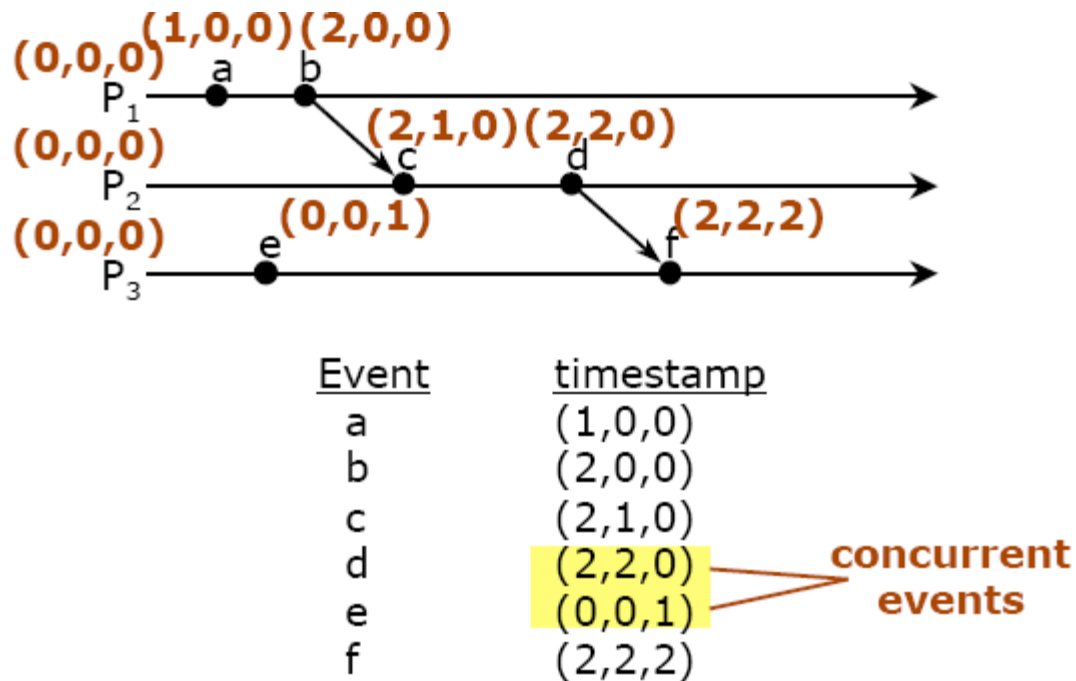 (1,0,0) (2,0,0)
(0,0,0) a b
P1
(2,1,0) (2,2,0)
(0,0,0) c d
P2
(0,0,1) (2,2,2)
(0,0,0) e f
P3
Event timestamp
a (1,0,0)
b (2,0,0)
c (2,1,0)
d (2,2,0)
e (0,0,1)
f (2,2,2)
concurrent
events